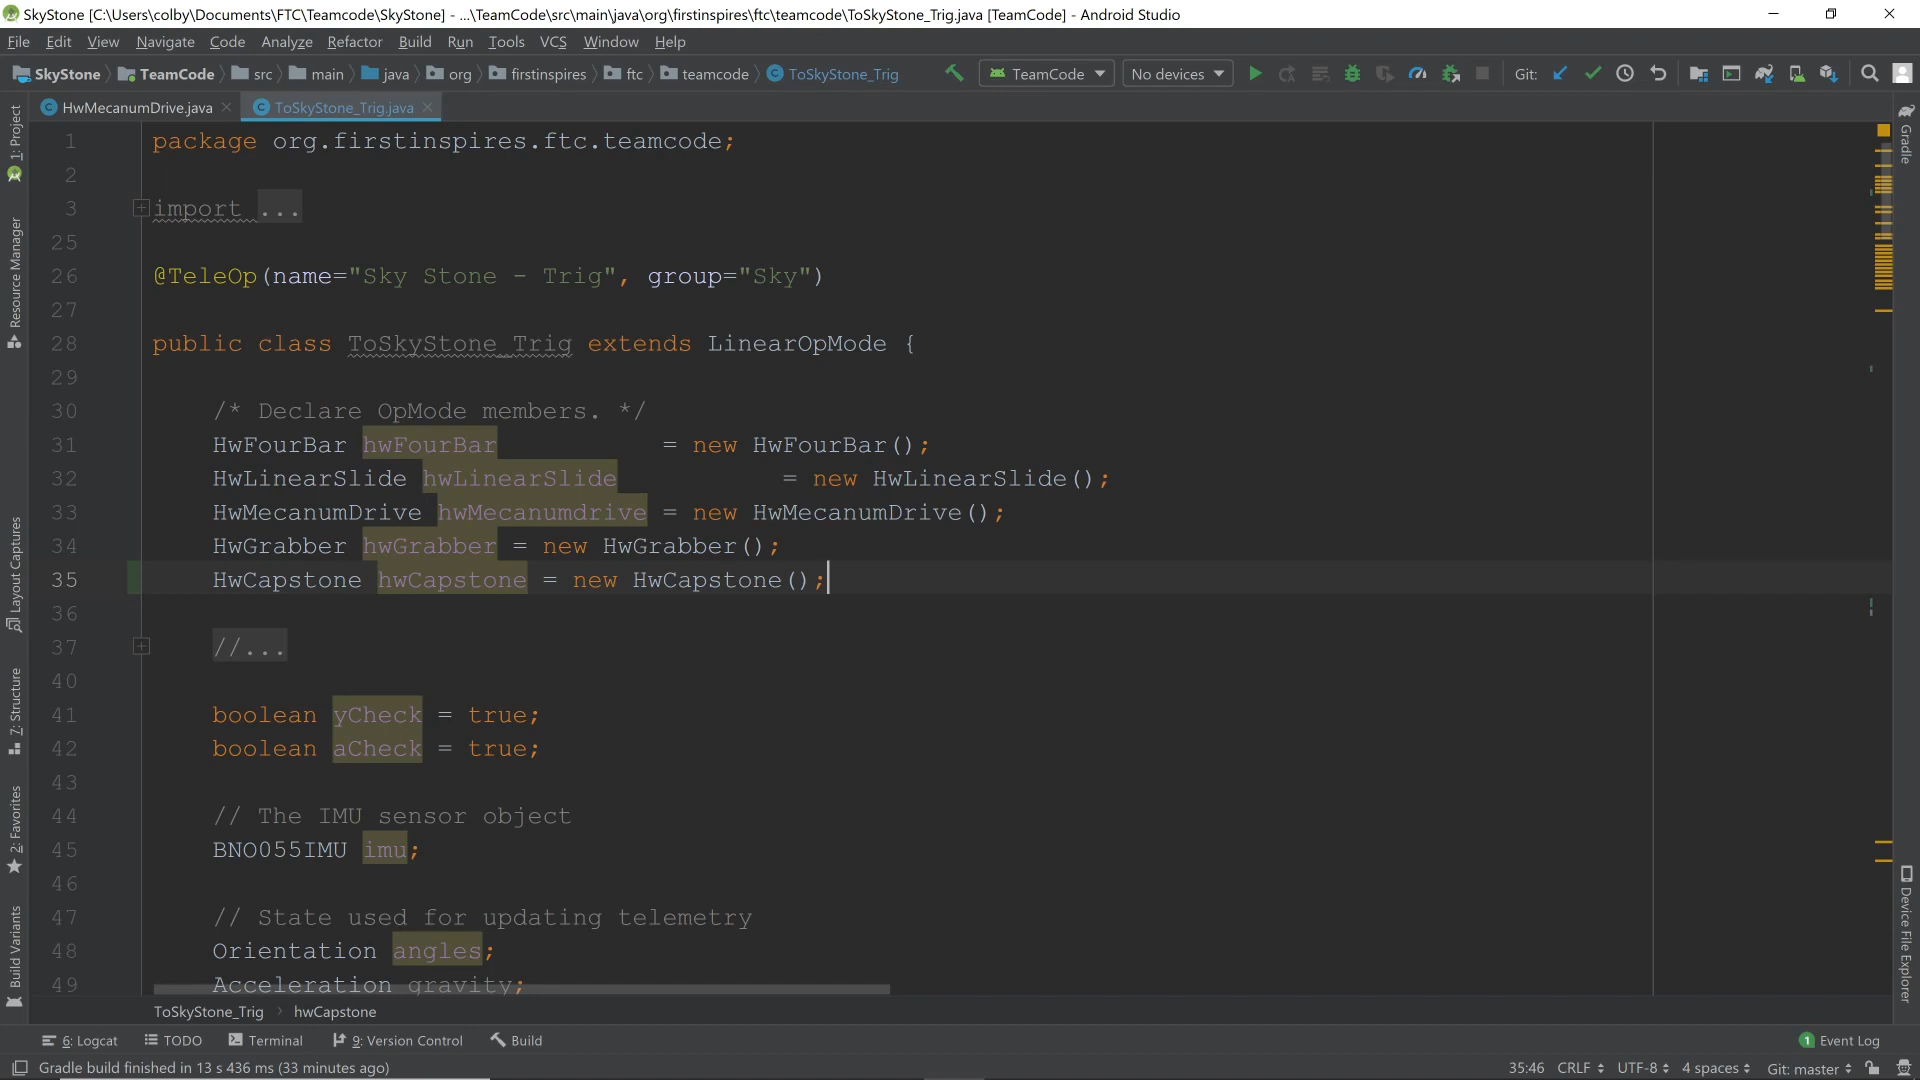 SkyStone [C:\Users\colby\Documents\FTC\Teamcode\SkyStone] - ...\TeamCode\src\main\java\org\firstinspires\ftc\teamcode\ToSkyStone_Trig.java [TeamCode] - Android Studio
File Edit View Navigate Code Analyze Refactor Build Run Tools VCS Window Help
SkyStone TeamCode src main java org firstinspires ftc teamcode ToSkyStone_Trig TeamCode No devices Git:
HwMecanumDrive.java ToSkyStone_Trig.java
1: Project
Resource Manager
Layout Captures
7: Structure
2: Favorites
Build Variants
1 package org.firstinspires.ftc.teamcode;
2
3 import ...
25
26 @TeleOp(name="Sky Stone - Trig", group="Sky")
27
28 public class ToSkyStone_Trig extends LinearOpMode {
29
30 /* Declare OpMode members. */
31 HwFourBar hwFourBar = new HwFourBar();
32 HwLinearSlide hwLinearSlide = new HwLinearSlide();
33 HwMecanumDrive hwMecanumdrive = new HwMecanumDrive();
34 HwGrabber hwGrabber = new HwGrabber();
35 HwCapstone hwCapstone = new HwCapstone();
36
37 //...
40
41 boolean yCheck = true;
42 boolean aCheck = true;
43
44 // The IMU sensor object
45 BNO055IMU imu;
46
47 // State used for updating telemetry
48 Orientation angles;
49 Acceleration gravity;
Gradle
Device File Explorer
ToSkyStone_Trig hwCapstone
6: Logcat TODO Terminal 9: Version Control Build 1 Event Log
Gradle build finished in 13 s 436 ms (33 minutes ago) 35:46 CRLF UTF-8 4 spaces Git: master